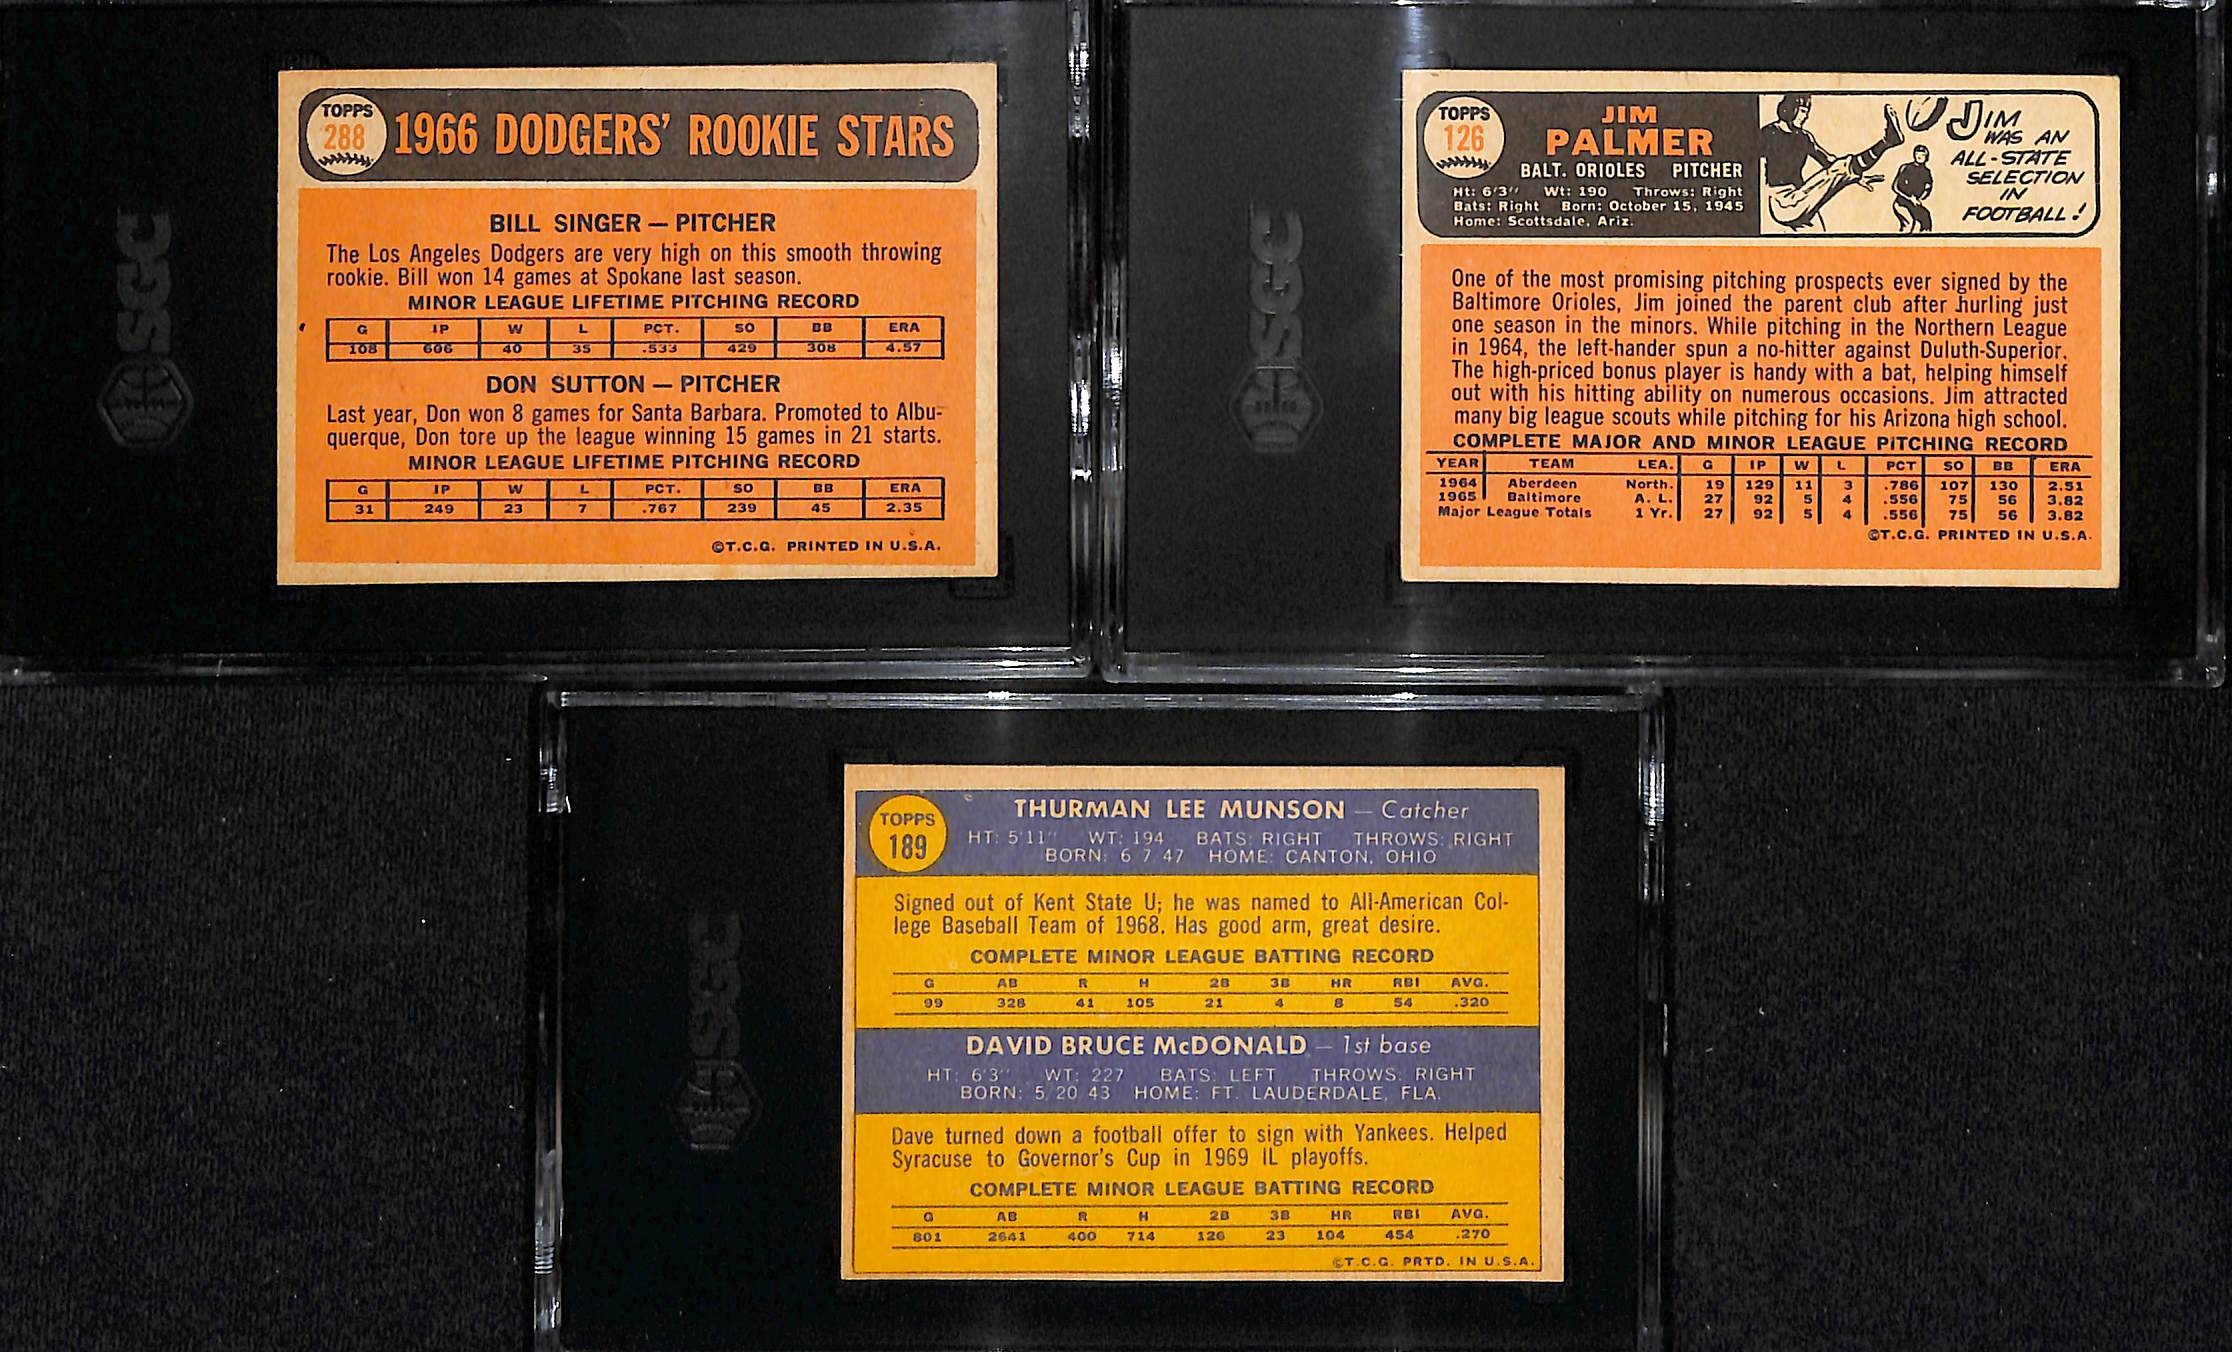 SGC
TOPPS
288
1966 DODGERS' ROOKIE STARS
BILL SINGER — PITCHER
The Los Angeles Dodgers are very high on this smooth throwing
rookie. Bill won 14 games at Spokane last season.
MINOR LEAGUE LIFETIME PITCHING RECORD
G IP W L PCT. SO BB ERA
108 606 40 35 .533 429 308 4.57
DON SUTTON — PITCHER
Last year, Don won 8 games for Santa Barbara. Promoted to Albu-
querque, Don tore up the league winning 15 games in 21 starts.
MINOR LEAGUE LIFETIME PITCHING RECORD
G IP W L PCT. SO BB ERA
31 249 23 7 .767 239 45 2.35
©T.C.G. PRINTED IN U.S.A.
SGC
TOPPS
126
JIM
PALMER
BALT. ORIOLES PITCHER
Ht: 6'3" Wt: 190 Throws: Right
Bats: Right Born: October 15, 1945
Home: Scottsdale, Ariz.
JIM
WAS AN
ALL-STATE
SELECTION
IN
FOOTBALL!
One of the most promising pitching prospects ever signed by the
Baltimore Orioles, Jim joined the parent club after hurling just
one season in the minors. While pitching in the Northern League
in 1964, the left-hander spun a no-hitter against Duluth-Superior.
The high-priced bonus player is handy with a bat, helping himself
out with his hitting ability on numerous occasions. Jim attracted
many big league scouts while pitching for his Arizona high school.
COMPLETE MAJOR AND MINOR LEAGUE PITCHING RECORD
YEAR TEAM LEA. G IP W L PCT SO BB ERA
1964 Aberdeen North. 19 129 11 3 .786 107 130 2.51
1965 Baltimore A. L. 27 92 5 4 .556 75 56 3.82
Major League Totals 1 Yr. 27 92 5 4 .556 75 56 3.82
©T.C.G. PRINTED IN U.S.A.
SGC
TOPPS
189
THURMAN LEE MUNSON — Catcher
HT: 5'11" WT: 194 BATS: RIGHT THROWS: RIGHT
BORN: 6 7 47 HOME: CANTON, OHIO
Signed out of Kent State U; he was named to All-American Col-
lege Baseball Team of 1968. Has good arm, great desire.
COMPLETE MINOR LEAGUE BATTING RECORD
G AB R H 2B 3B HR RBI AVG.
99 328 41 105 21 4 8 54 .320
DAVID BRUCE McDONALD — 1st base
HT: 6'3" WT: 227 BATS: LEFT THROWS: RIGHT
BORN: 5 20 43 HOME: FT. LAUDERDALE, FLA.
Dave turned down a football offer to sign with Yankees. Helped
Syracuse to Governor's Cup in 1969 IL playoffs.
COMPLETE MINOR LEAGUE BATTING RECORD
G AB R H 2B 3B HR RBI AVG.
801 2641 400 714 126 23 104 454 .270
©T.C.G. PRTD. IN U.S.A.